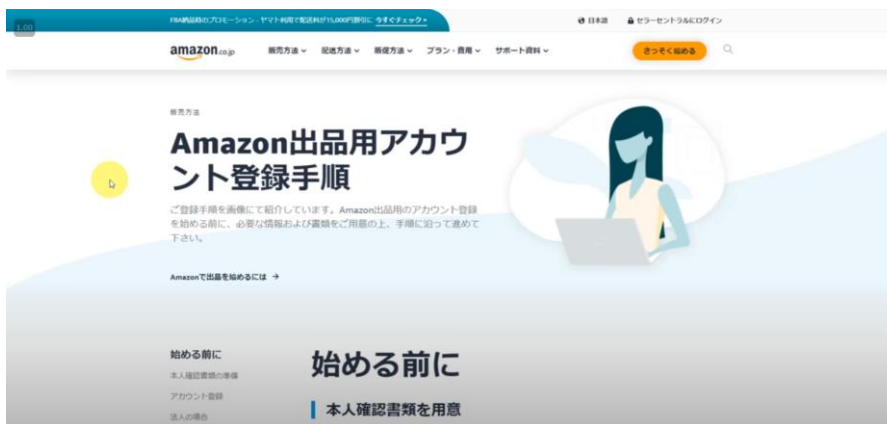 1.00
FBA納品時のプロモーション - ヤマト利用で配送料が15,000円割引に 今すぐチェック»
日本語
セラーセントラルにログイン
amazon.co.jp
販売方法
配送方法
販促方法
プラン・費用
サポート資料
さっそく始める
販売方法
Amazon出品用アカウ
ント登録手順
ご登録手順を画像にて紹介しています。Amazon出品用のアカウント登録
を始める前に、必要な情報および書類をご用意の上、手順に沿って進めて
下さい。
Amazonで出品を始めるには →
始める前に
本人確認書類の準備
アカウント登録
法人の場合
始める前に
本人確認書類を用意